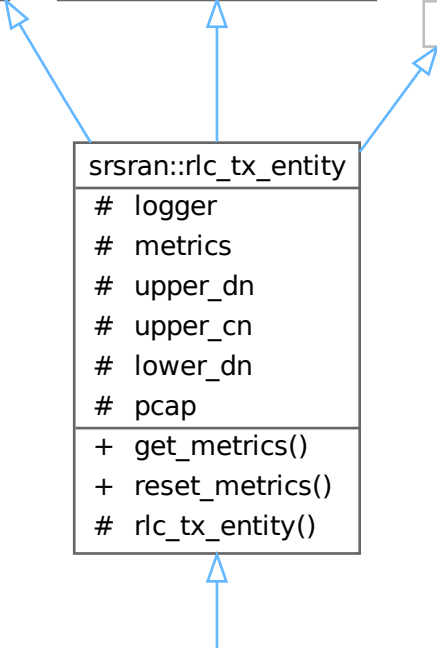 srsran::rlc_tx_entity
# logger
# metrics
# upper_dn
# upper_cn
# lower_dn
# pcap
+ get_metrics()
+ reset_metrics()
# rlc_tx_entity()